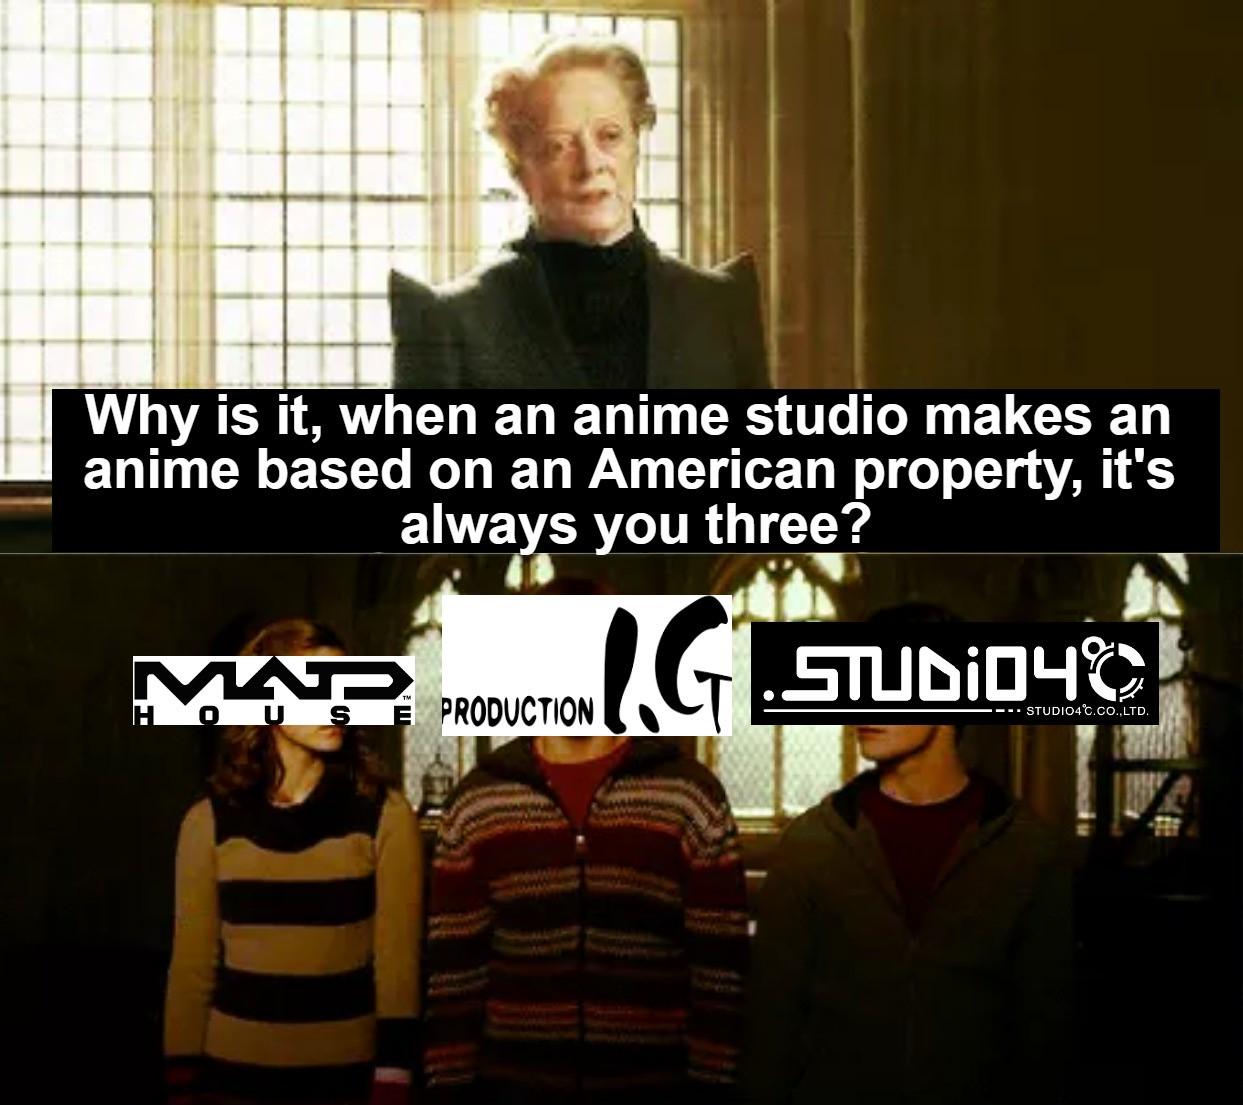 Why is it, when an anime studio makes an
anime based on an American property, it's
always you three?
MAD
HOUSE
™
PRODUCTION I.G
.STUDIO4°C
STUDIO4°C.CO.,LTD.